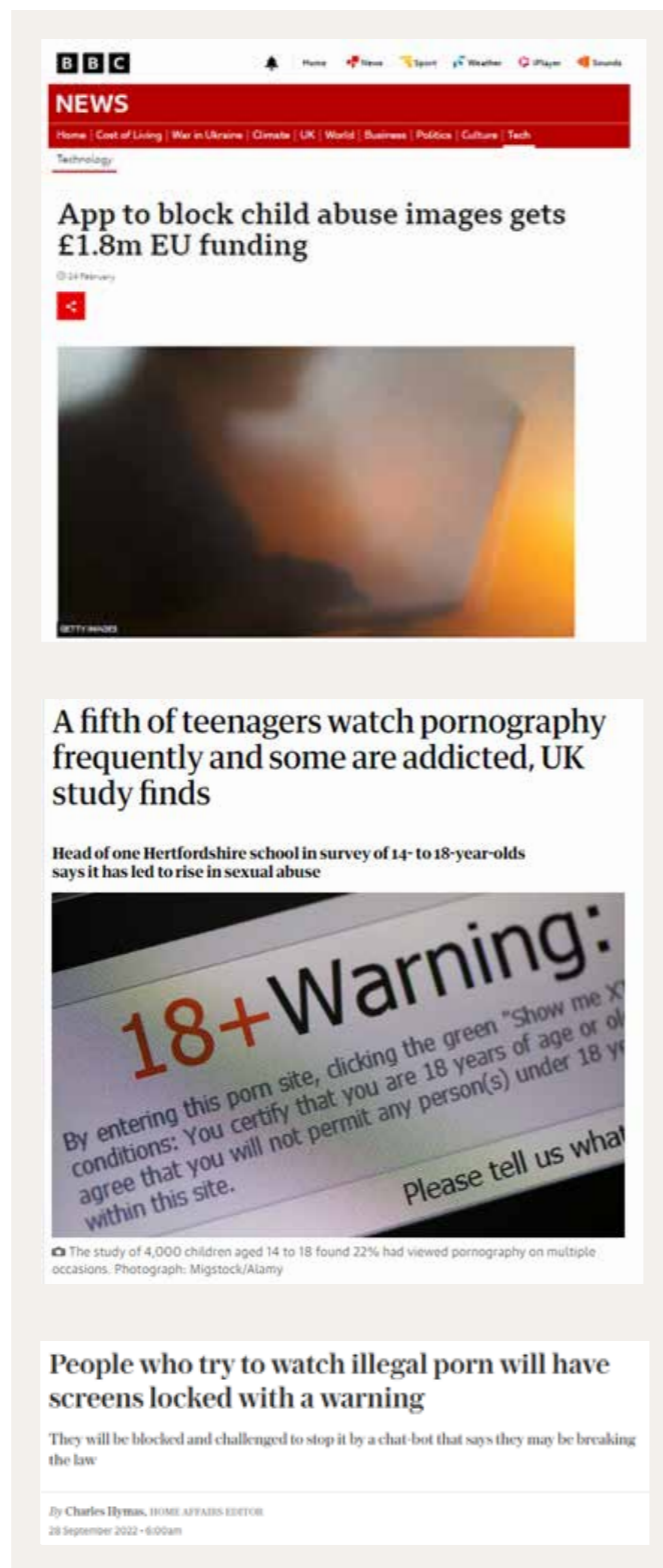 BBC
Home News Sport Weather iPlayer Sounds
NEWS
Home | Cost of Living | War in Ukraine | Climate | UK | World | Business | Politics | Culture | Tech
Technology
App to block child abuse images gets
£1.8m EU funding
24 February
GETTY IMAGES
A fifth of teenagers watch pornography
frequently and some are addicted, UK
study finds
Head of one Hertfordshire school in survey of 14- to 18-year-olds
says it has led to rise in sexual abuse
18+Warning:
By entering this porn site, clicking the green "Show me X
conditions: You certify that you are 18 years of age or ol
agree that you will not permit any person(s) under 18 y
within this site.
Please tell us what
The study of 4,000 children aged 14 to 18 found 22% had viewed pornography on multiple
occasions. Photograph: Migstock/Alamy
People who try to watch illegal porn will have
screens locked with a warning
They will be blocked and challenged to stop it by a chat-bot that says they may be breaking
the law
By Charles Hymas, HOME AFFAIRS EDITOR
28 September 2022 • 6:00am